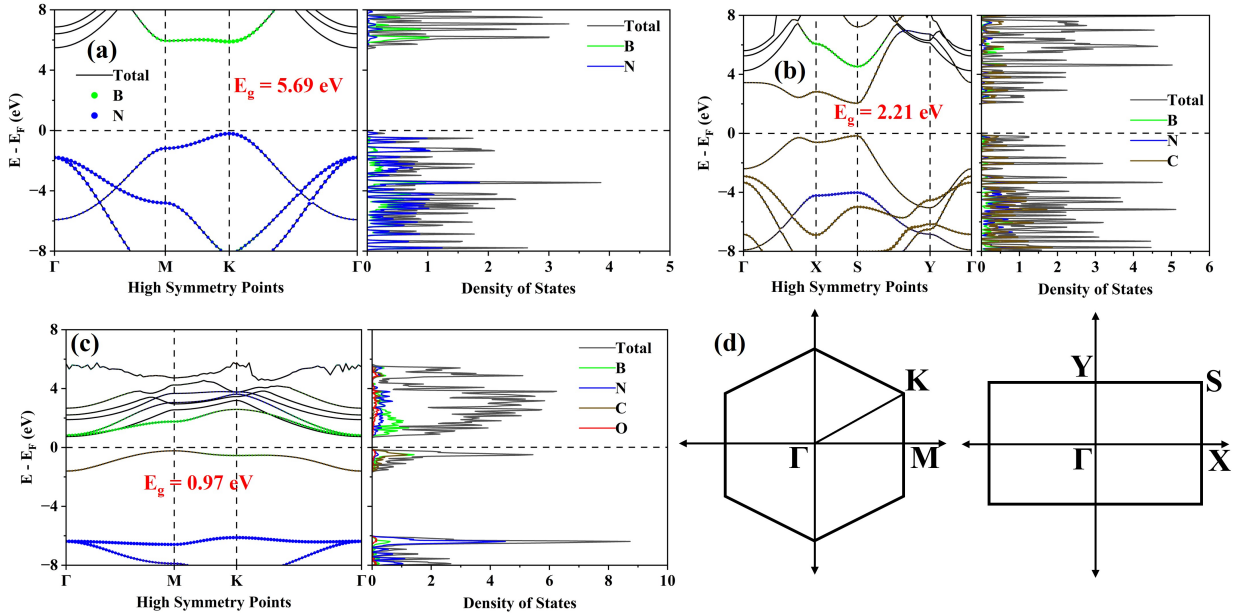 (a)
8
4
0
−4
−8
E - E_F (eV)
Total
B
N
E_g = 5.69 eV
Γ M K Γ
High Symmetry Points
Total
B
N
0 1 2 3 4 5
Density of States
(b)
8
4
0
−4
−8
E - E_F (eV)
E_g = 2.21 eV
Γ X S Y Γ
High Symmetry Points
Total
B
N
C
0 1 2 3 4 5 6
Density of States
(c)
8
4
0
−4
−8
E - E_F (eV)
E_g = 0.97 eV
Γ M K Γ
High Symmetry Points
Total
B
N
C
O
0 2 4 6 8 10
Density of States
(d)
K
Γ M
Y S
Γ X